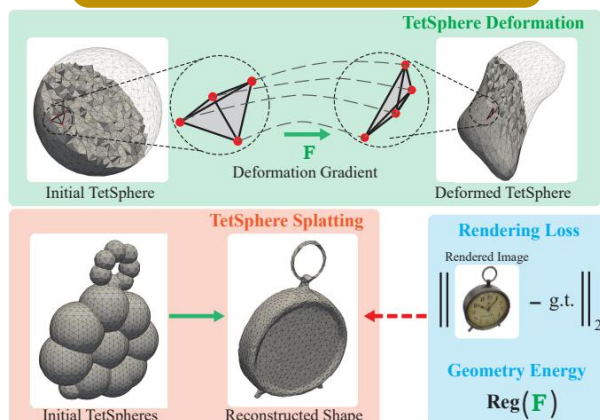 TetSphere Deformation
F
Deformation Gradient
Initial TetSphere
Deformed TetSphere
TetSphere Splatting
Initial TetSpheres
Reconstructed Shape
Rendering Loss
Rendered Image
|| − g.t. ||₂
Geometry Energy
Reg(F)